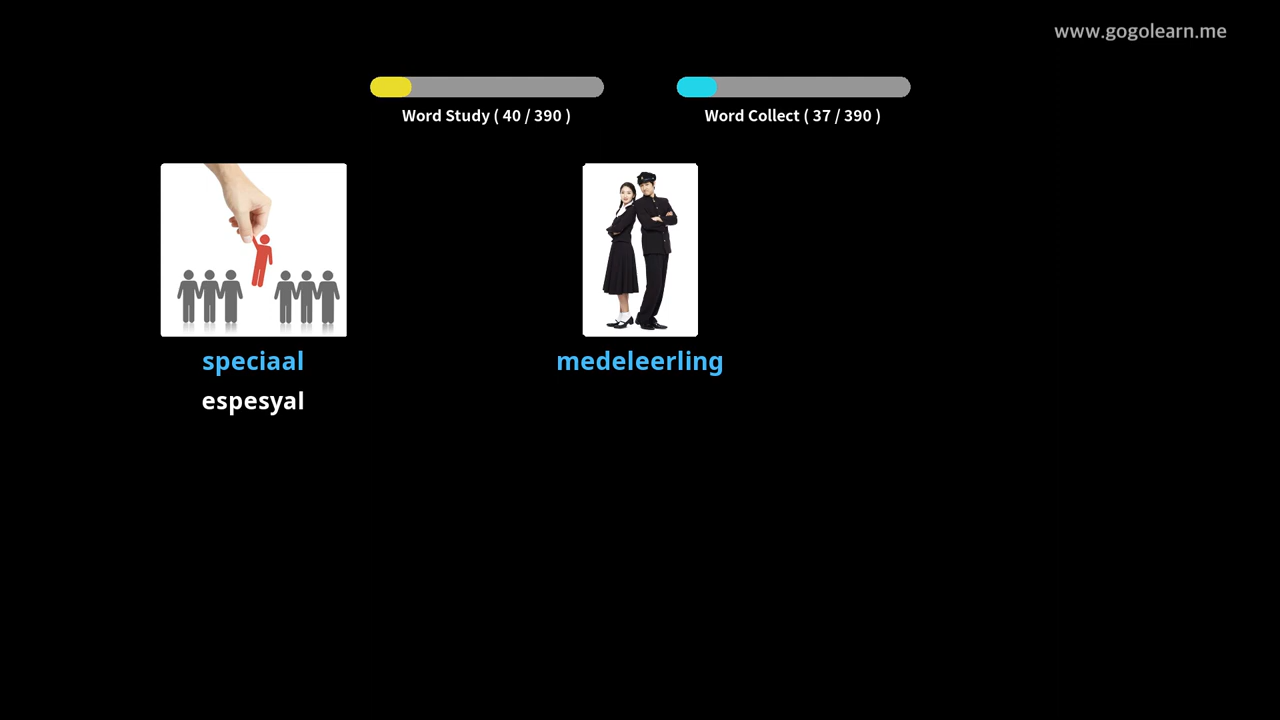 www.gogolearn.me
Word Study ( 40 / 390 )
Word Collect ( 37 / 390 )
speciaal
medeleerling
espesyal